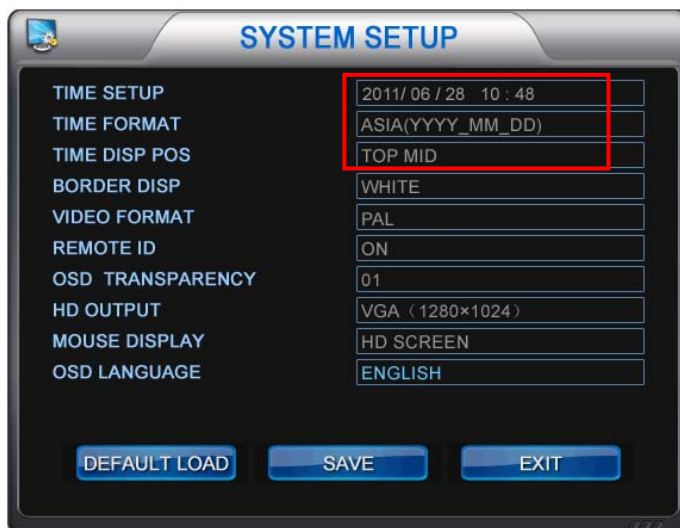 SYSTEM SETUP
TIME SETUP 2011/ 06 / 28 10 : 48
TIME FORMAT ASIA(YYYY_MM_DD)
TIME DISP POS TOP MID
BORDER DISP WHITE
VIDEO FORMAT PAL
REMOTE ID ON
OSD TRANSPARENCY 01
HD OUTPUT VGA（1280×1024）
MOUSE DISPLAY HD SCREEN
OSD LANGUAGE ENGLISH
DEFAULT LOAD SAVE EXIT